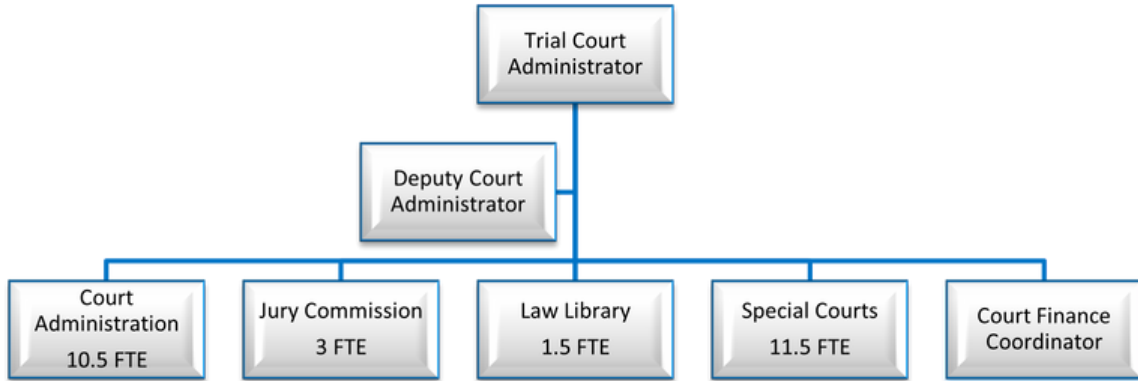 Trial Court
Administrator
Deputy Court
Administrator
Court
Administration
10.5 FTE
Jury Commission
3 FTE
Law Library
1.5 FTE
Special Courts
11.5 FTE
Court Finance
Coordinator